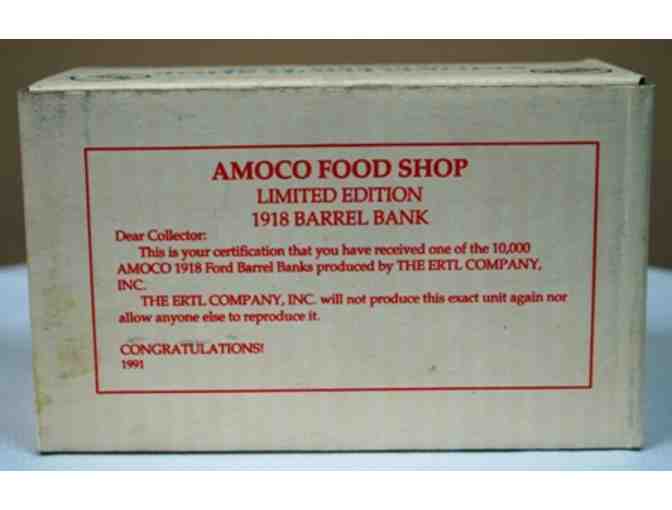 AMOCO FOOD SHOP
LIMITED EDITION
1918 BARREL BANK
Dear Collector:
This is your certification that you have received one of the 10,000
AMOCO 1918 Ford Barrel Banks produced by THE ERTL COMPANY,
INC.
THE ERTL COMPANY, INC. will not produce this exact unit again nor
allow anyone else to reproduce it.
CONGRATULATIONS!
1991